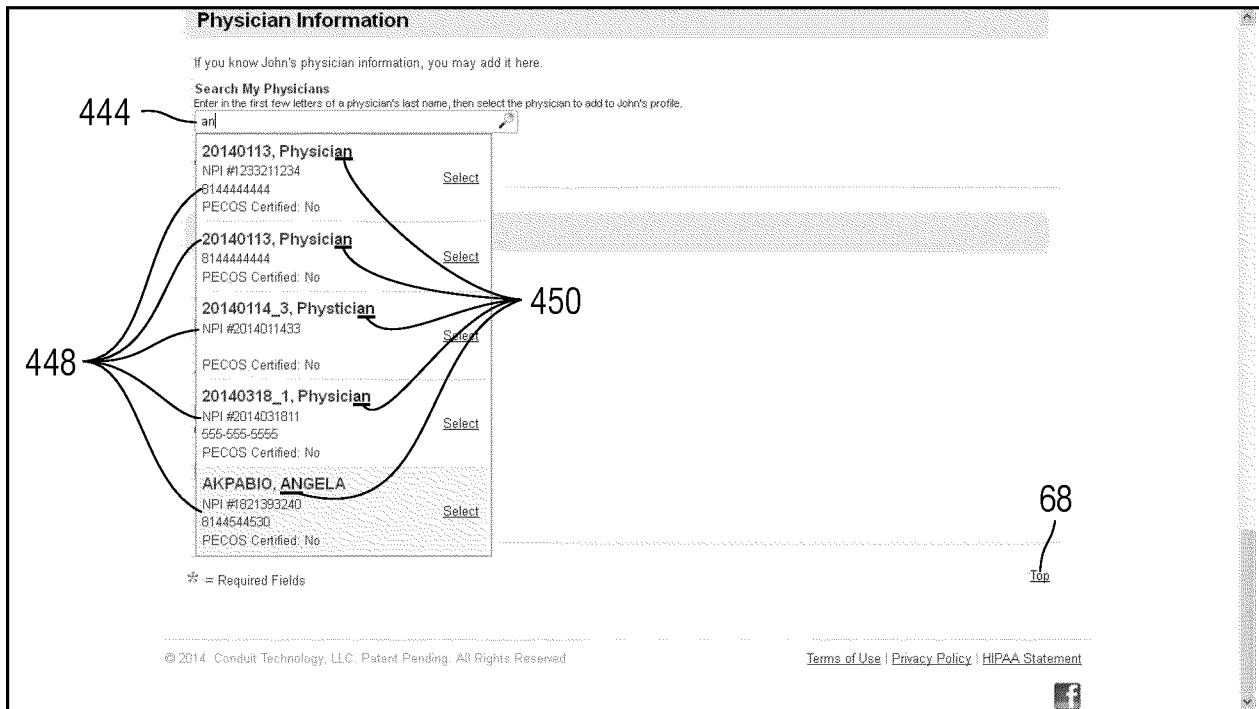 Physician Information
If you know John's physician information, you may add it here.
Search My Physicians
Enter in the first few letters of a physician's last name, then select the physician to add to John's profile.
444
an
20140113, Physician
NPI #1233211234
Select
8144444444
PECOS Certified: No
20140113, Physician
8144444444
Select
PECOS Certified: No
450
20140114_3, Phystician
NPI #2014011433
Select
448
PECOS Certified: No
20140318_1, Physician
NPI #2014031811
Select
555-555-5555
PECOS Certified: No
AKPABIO, ANGELA
NPI #1821393240
Select
8144544530
PECOS Certified: No
68
* = Required Fields
Top
© 2014 Conduit Technology, LLC. Patent Pending. All Rights Reserved
Terms of Use | Privacy Policy | HIPAA Statement
f